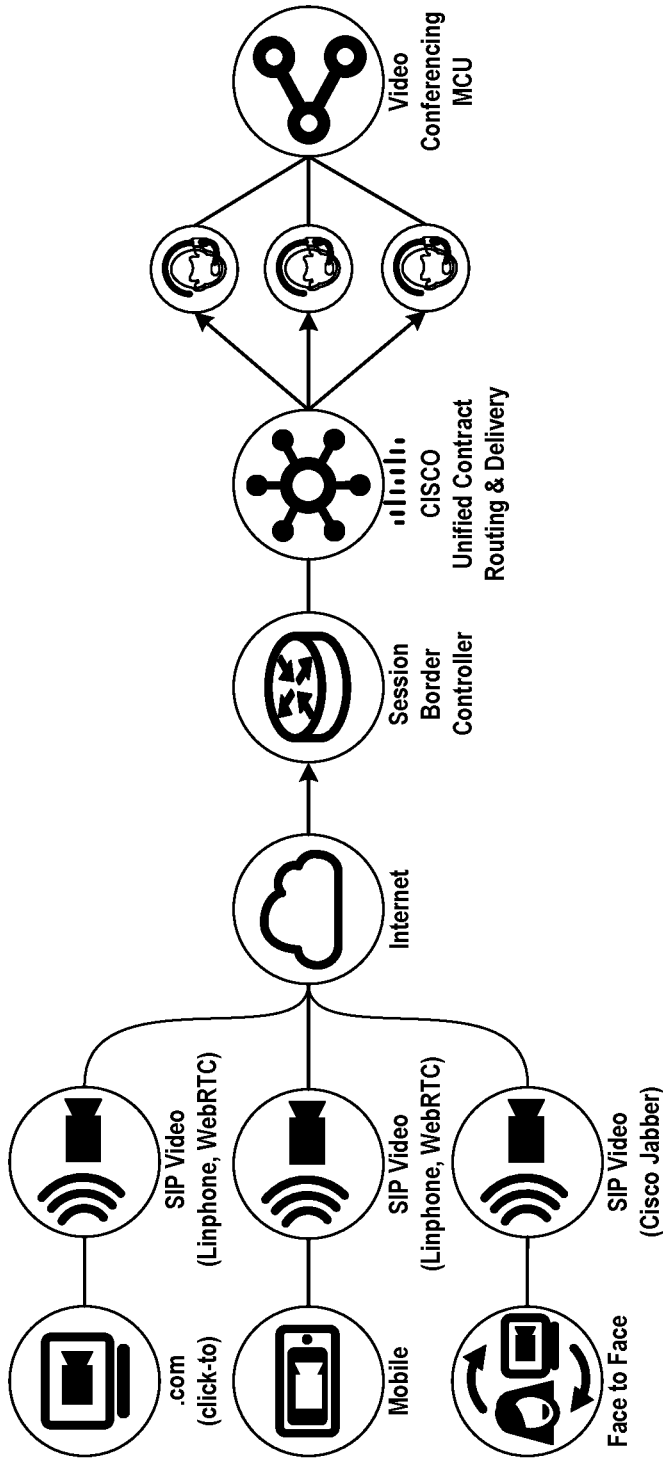 .com
(click-to)
SIP Video
(Linphone, WebRTC)
Mobile
SIP Video
(Linphone, WebRTC)
Face to Face
SIP Video
(Cisco Jabber)
Internet
Session
Border
Controller
CISCO
Unified Contract
Routing & Delivery
Video
Conferencing
MCU